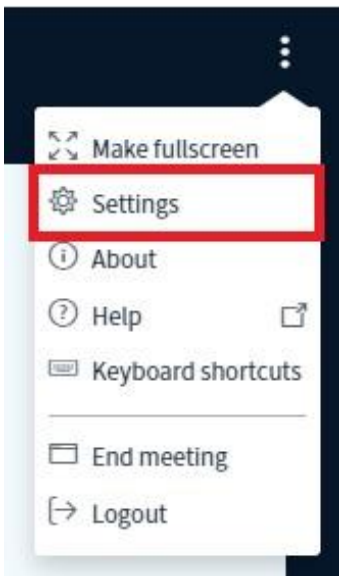 Make fullscreen
Settings
About
Help
Keyboard shortcuts
End meeting
Logout